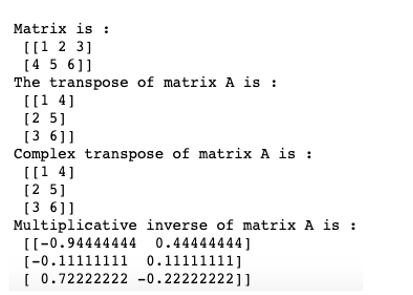 Matrix is :
[[1 2 3]
[4 5 6]]
The transpose of matrix A is :
[[1 4]
[2 5]
[3 6]]
Complex transpose of matrix A is :
[[1 4]
[2 5]
[3 6]]
Multiplicative inverse of matrix A is :
[[-0.94444444  0.44444444]
[-0.11111111  0.11111111]
[ 0.72222222 -0.22222222]]